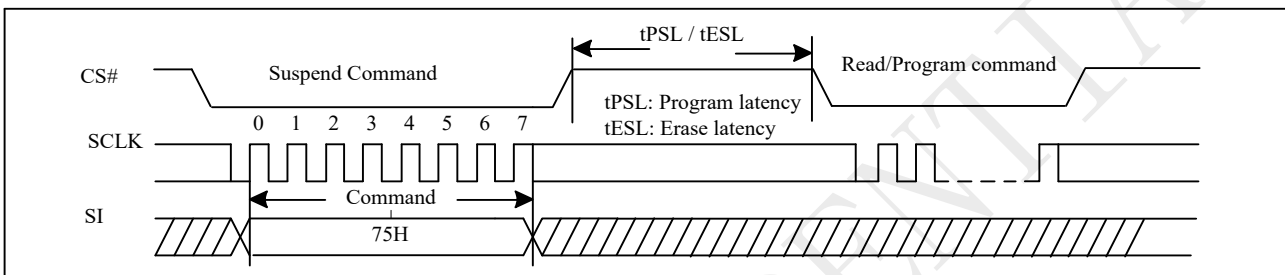 tPSL / tESL
CS#
Suspend Command
Read/Program command
tPSL: Program latency
tESL: Erase latency
0 1 2 3 4 5 6 7
SCLK
Command
SI
75H
ENTIA